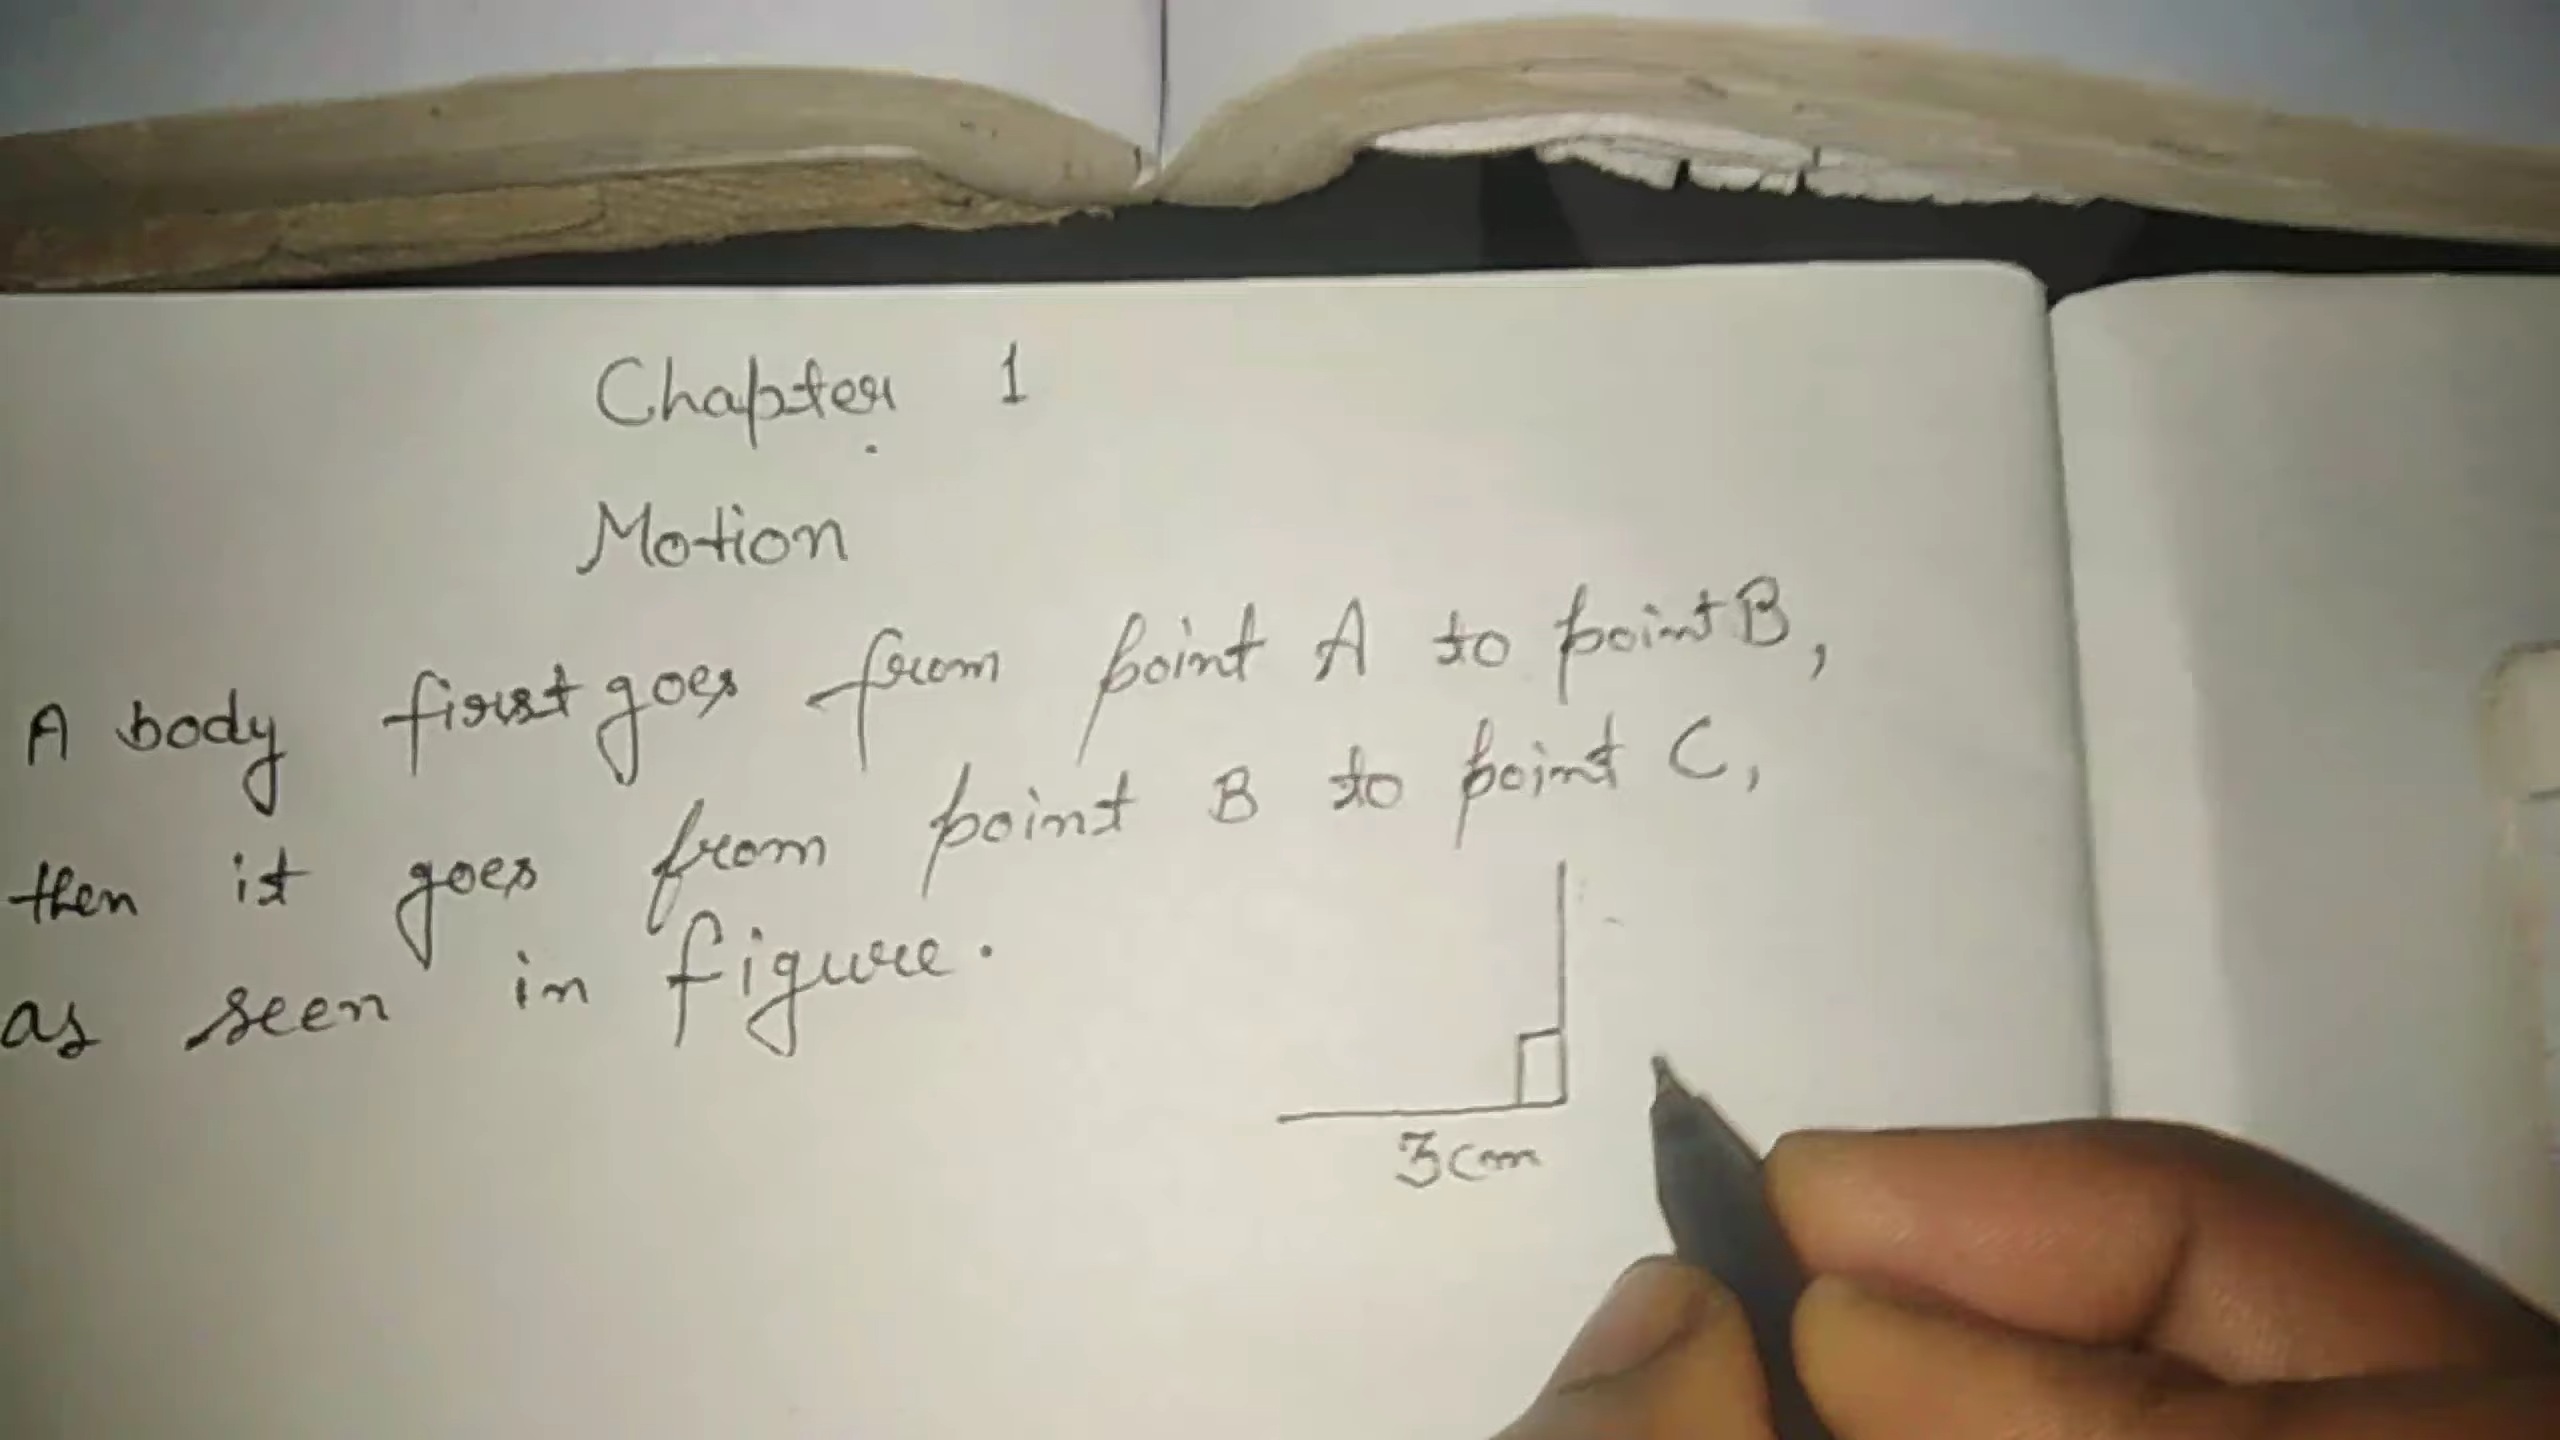 Chapter 1
Motion
A body first goes from point A to point B,
then it goes from point B to point C,
as seen in figure.
3cm